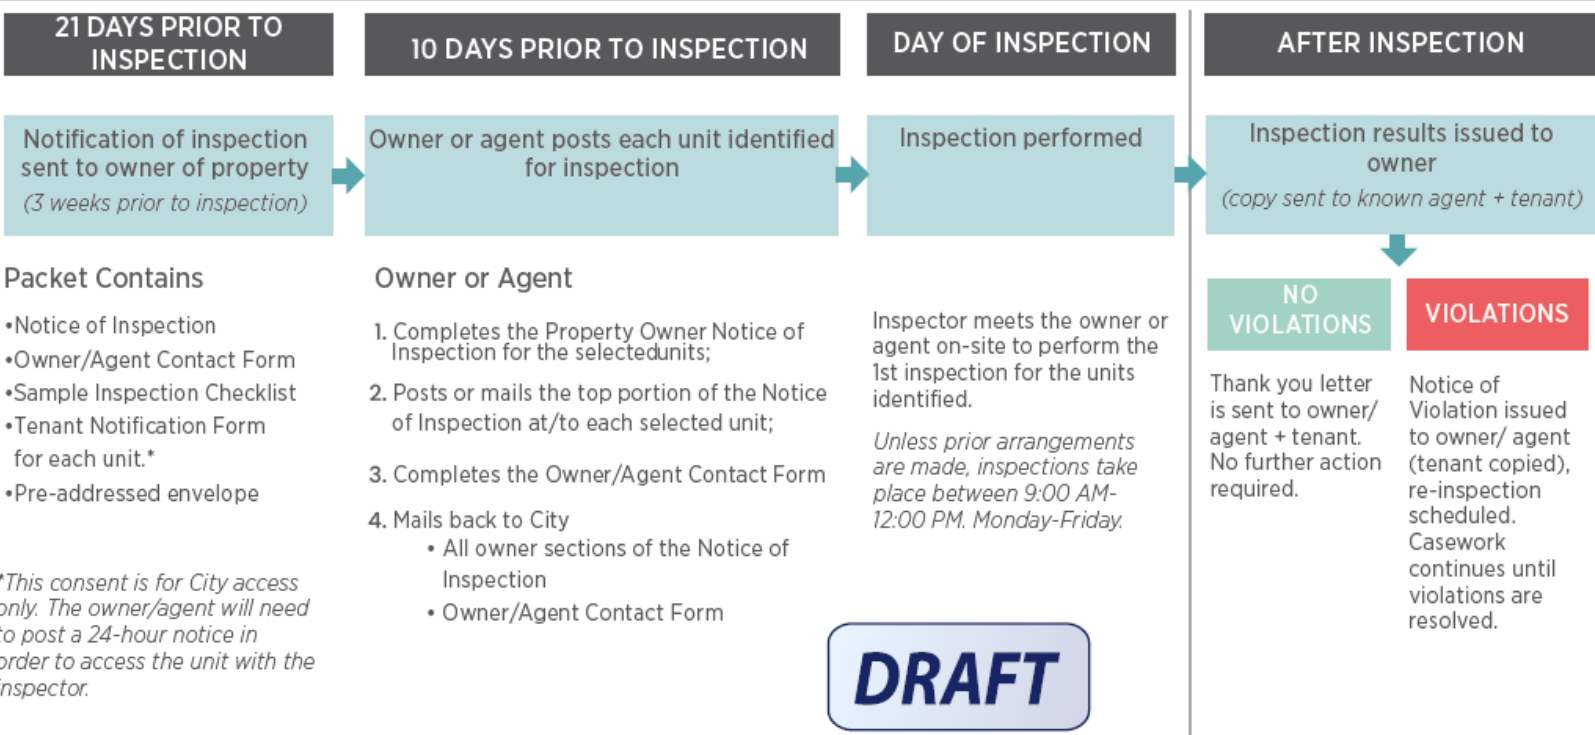 21 DAYS PRIOR TO
INSPECTION
Notification of inspection
sent to owner of property
(3 weeks prior to inspection)
Packet Contains
•Notice of Inspection
•Owner/Agent Contact Form
•Sample Inspection Checklist
•Tenant Notification Form
for each unit.*
•Pre-addressed envelope
*This consent is for City access
only. The owner/agent will need
to post a 24-hour notice in
order to access the unit with the
inspector.
10 DAYS PRIOR TO INSPECTION
Owner or agent posts each unit identified
for inspection
Owner or Agent
1. Completes the Property Owner Notice of
Inspection for the selectedunits;
2. Posts or mails the top portion of the Notice
of Inspection at/to each selected unit;
3. Completes the Owner/Agent Contact Form
4. Mails back to City
• All owner sections of the Notice of
Inspection
• Owner/Agent Contact Form
DAY OF INSPECTION
Inspection performed
Inspector meets the owner or
agent on-site to perform the
1st inspection for the units
identified.
Unless prior arrangements
are made, inspections take
place between 9:00 AM-
12:00 PM. Monday-Friday.
DRAFT
AFTER INSPECTION
Inspection results issued to
owner
(copy sent to known agent + tenant)
NO
VIOLATIONS
Thank you letter
is sent to owner/
agent + tenant.
No further action
required.
VIOLATIONS
Notice of
Violation issued
to owner/ agent
(tenant copied),
re-inspection
scheduled.
Casework
continues until
violations are
resolved.